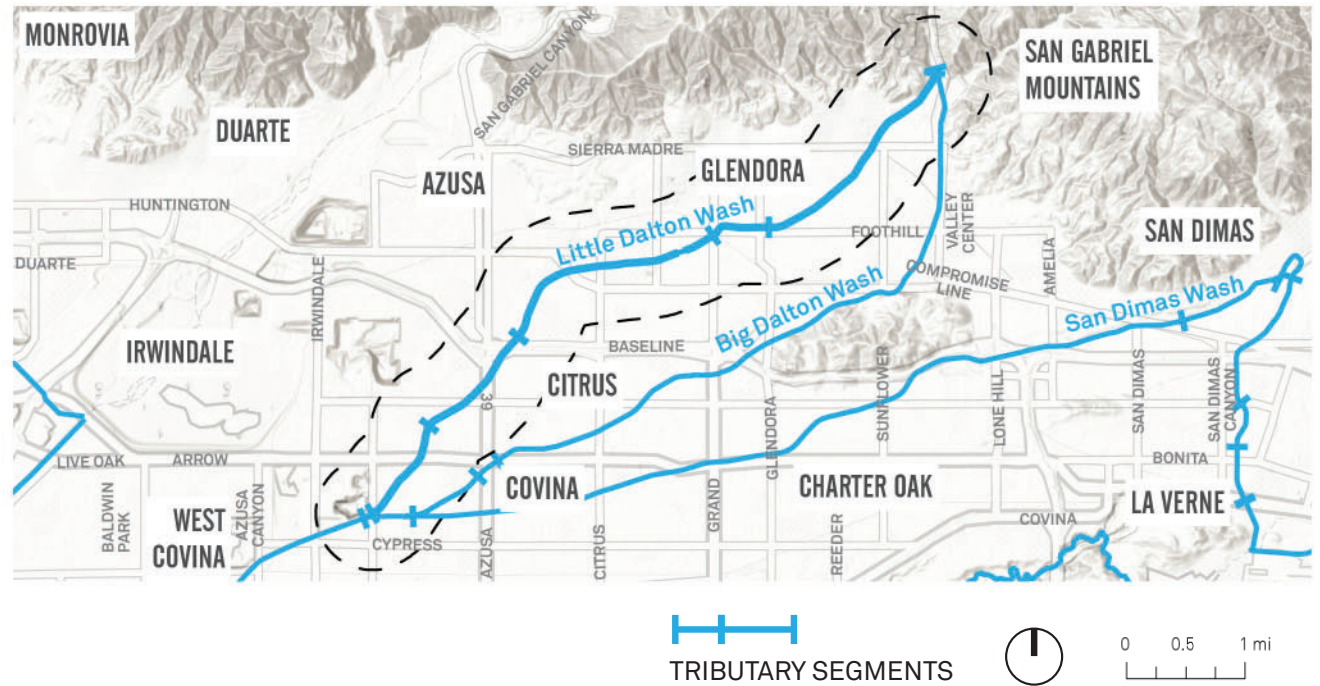 MONROVIA
SAN GABRIEL CANYON
SAN GABRIEL
MOUNTAINS
DUARTE
SIERRA MADRE
GLENDORA
AZUSA
HUNTINGTON
Little Dalton Wash
FOOTHILL
VALLEY
CENTER
SAN DIMAS
DUARTE
IRWINDALE
COMPROMISE
LINE
AMELIA
Big Dalton Wash
San Dimas Wash
IRWINDALE
BASELINE
CITRUS
39
GLENDORA
SUNFLOWER
LONE HILL
SAN DIMAS
SAN DIMAS
CANYON
LIVE OAK
ARROW
BONITA
BALDWIN
PARK
AZUSA
CANYON
WEST
COVINA
COVINA
CHARTER OAK
LA VERNE
GRAND
COVINA
CYPRESS
AZUSA
CITRUS
REEDER
TRIBUTARY SEGMENTS
0 0.5 1 mi